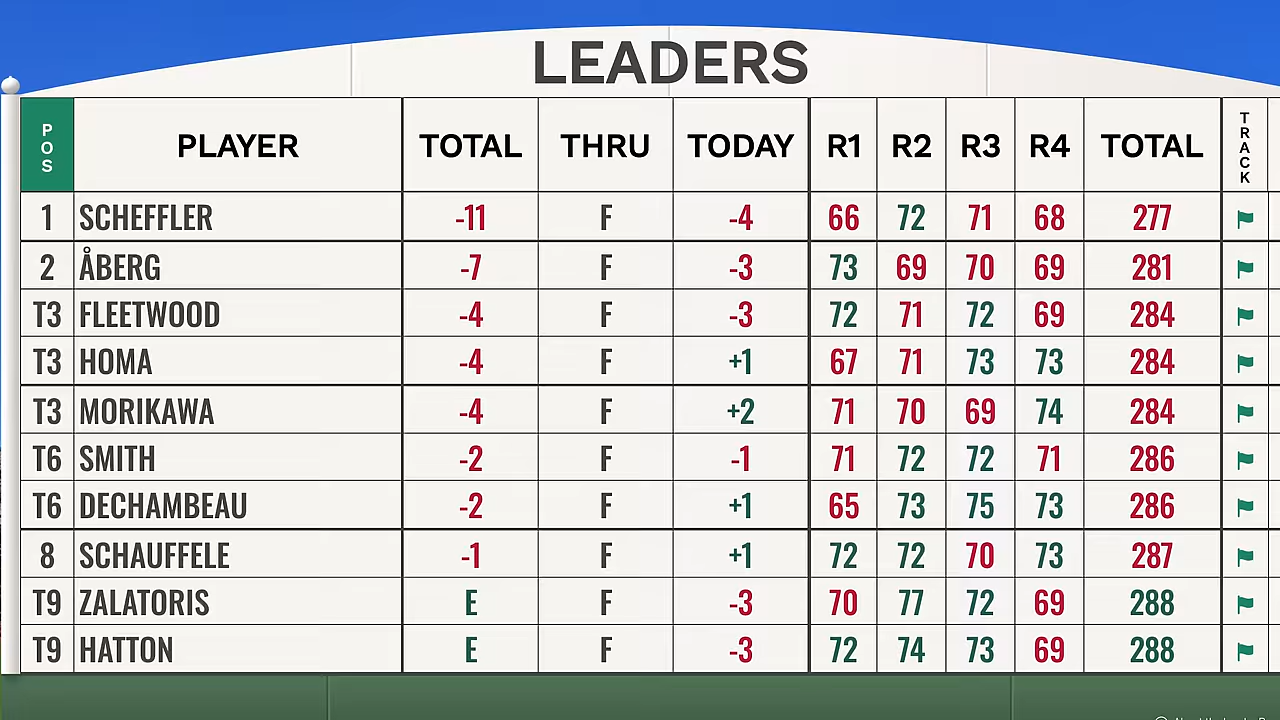 LEADERS
POS PLAYER TOTAL THRU TODAY R1 R2 R3 R4 TOTAL TRACK
1 SCHEFFLER -11 F -4 66 72 71 68 277
2 ÅBERG -7 F -3 73 69 70 69 281
T3 FLEETWOOD -4 F -3 72 71 72 69 284
T3 HOMA -4 F +1 67 71 73 73 284
T3 MORIKAWA -4 F +2 71 70 69 74 284
T6 SMITH -2 F -1 71 72 72 71 286
T6 DECHAMBEAU -2 F +1 65 73 75 73 286
8 SCHAUFFELE -1 F +1 72 72 70 73 287
T9 ZALATORIS E F -3 70 77 72 69 288
T9 HATTON E F -3 72 74 73 69 288